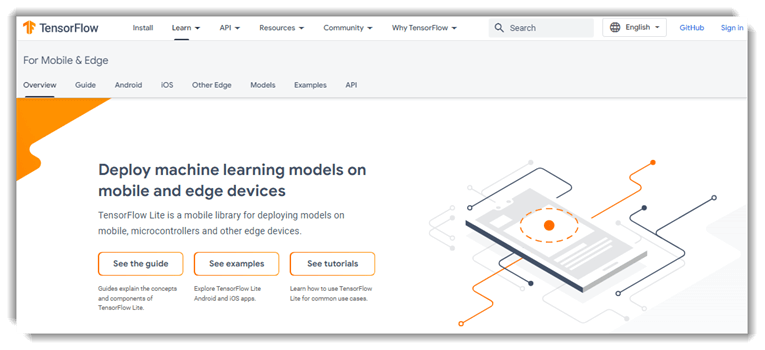 TensorFlow Install Learn API Resources Community Why TensorFlow Search English GitHub Sign in
For Mobile & Edge
Overview Guide Android iOS Other Edge Models Examples API
Deploy machine learning models on
mobile and edge devices
TensorFlow Lite is a mobile library for deploying models on
mobile, microcontrollers and other edge devices.
See the guide See examples See tutorials
Guides explain the concepts
and components of
TensorFlow Lite.
Explore TensorFlow Lite
Android and iOS apps.
Learn how to use TensorFlow
Lite for common use cases.